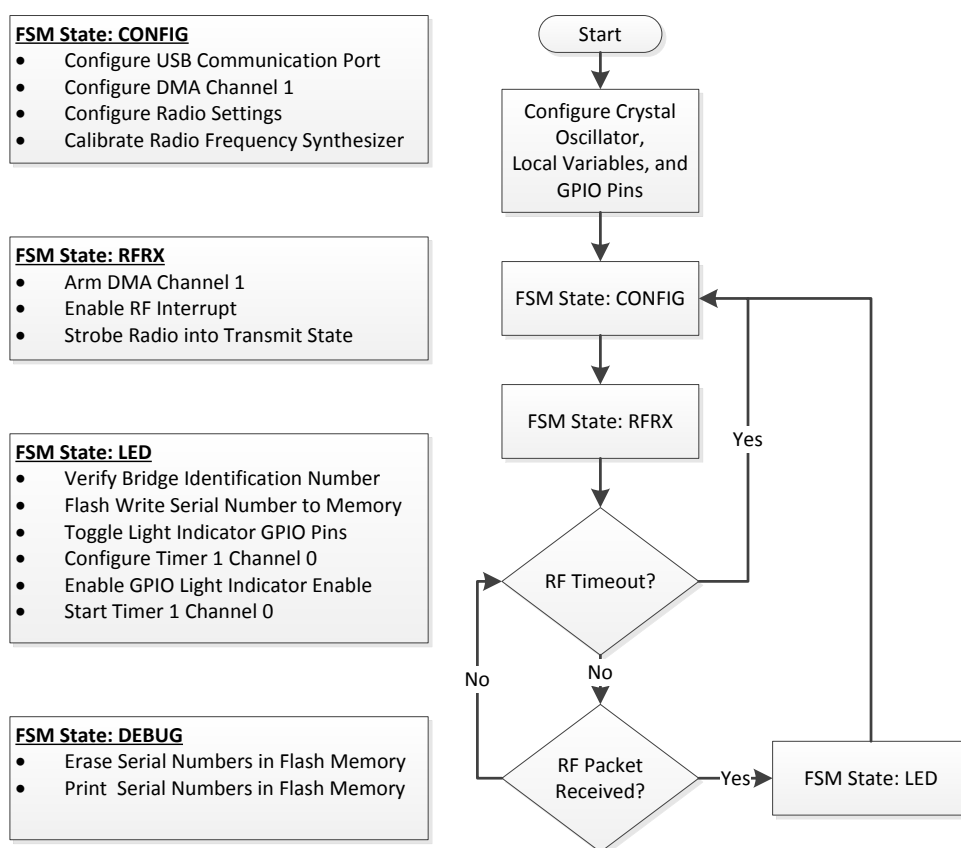 FSM State: CONFIG
• Configure USB Communication Port
• Configure DMA Channel 1
• Configure Radio Settings
• Calibrate Radio Frequency Synthesizer
FSM State: RFRX
• Arm DMA Channel 1
• Enable RF Interrupt
• Strobe Radio into Transmit State
FSM State: LED
• Verify Bridge Identification Number
• Flash Write Serial Number to Memory
• Toggle Light Indicator GPIO Pins
• Configure Timer 1 Channel 0
• Enable GPIO Light Indicator Enable
• Start Timer 1 Channel 0
FSM State: DEBUG
• Erase Serial Numbers in Flash Memory
• Print Serial Numbers in Flash Memory
Start
Configure Crystal
Oscillator,
Local Variables, and
GPIO Pins
FSM State: CONFIG
FSM State: RFRX
Yes
RF Timeout?
No
No
RF Packet
Received?
Yes
FSM State: LED